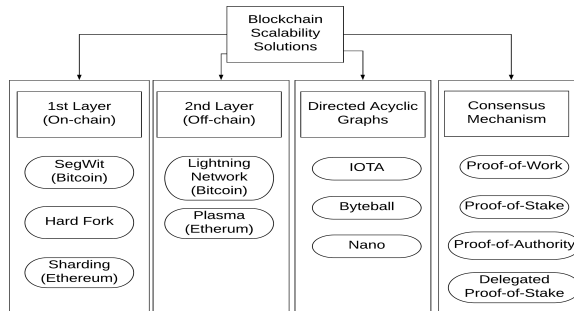 Blockchain
Scalability
Solutions
1st Layer
(On-chain)
SegWit
(Bitcoin)
Hard Fork
Sharding
(Ethereum)
2nd Layer
(Off-chain)
Lightning
Network
(Bitcoin)
Plasma
(Etherum)
Directed Acyclic
Graphs
IOTA
Byteball
Nano
Consensus
Mechanism
Proof-of-Work
Proof-of-Stake
Proof-of-Authority
Delegated
Proof-of-Stake